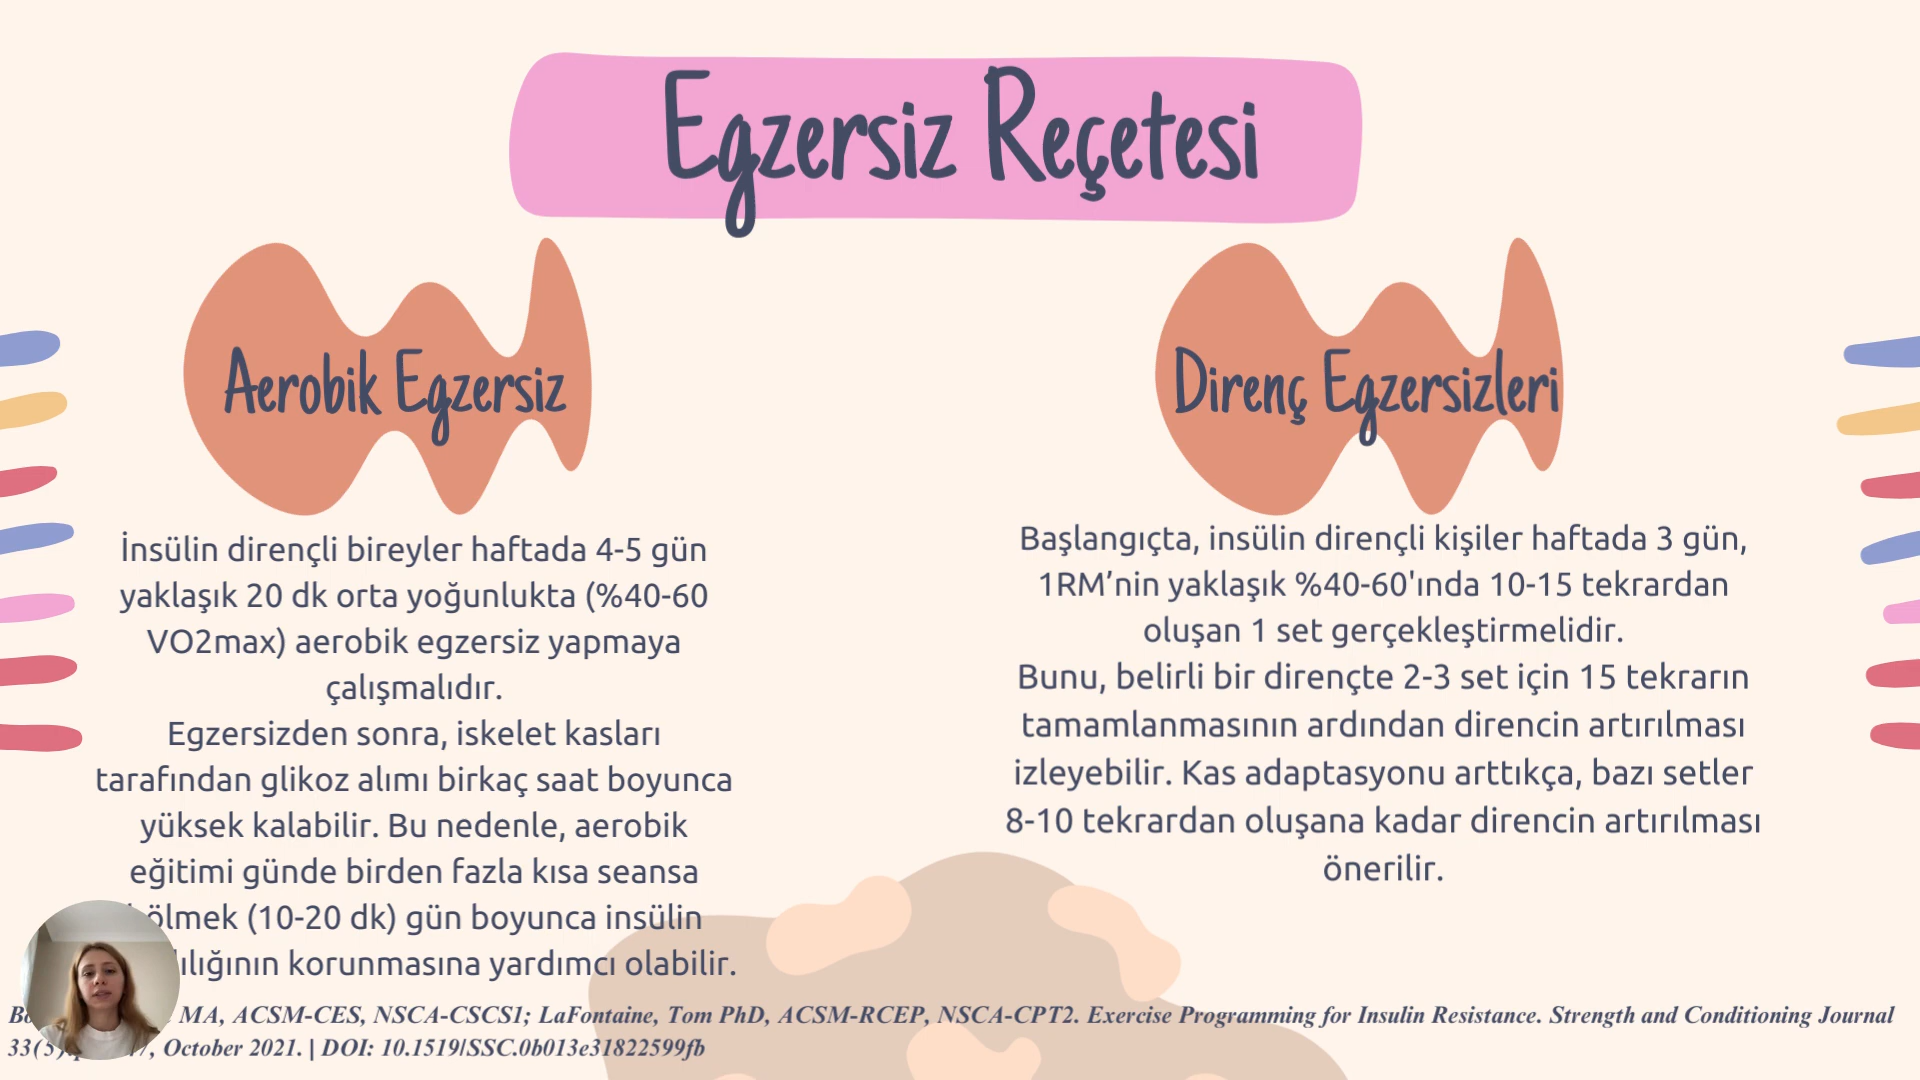 Egzersiz Reçetesi
Aerobik Egzersiz
İnsülin dirençli bireyler haftada 4-5 gün
yaklaşık 20 dk orta yoğunlukta (%40-60
VO2max) aerobik egzersiz yapmaya
çalışmalıdır.
Egzersizden sonra, iskelet kasları
tarafından glikoz alımı birkaç saat boyunca
yüksek kalabilir. Bu nedenle, aerobik
eğitimi günde birden fazla kısa seansa
(10-20 dk) gün boyunca insülin
korunmasına yardımcı olabilir.
Direnç Egzersizleri
Başlangıçta, insülin dirençli kişiler haftada 3 gün,
1RM’nin yaklaşık %40-60'ında 10-15 tekrardan
oluşan 1 set gerçekleştirmelidir.
Bunu, belirli bir dirençte 2-3 set için 15 tekrarın
tamamlanmasının ardından direncin artırılması
izleyebilir. Kas adaptasyonu arttıkça, bazı setler
8-10 tekrardan oluşana kadar direncin artırılması
önerilir.
MA, ACSM-CES, NSCA-CSCS1; LaFontaine, Tom PhD, ACSM-RCEP, NSCA-CPT2. Exercise Programming for Insulin Resistance. Strength and Conditioning Journal
October 2021. | DOI: 10.1519/SSC.0b013e31822599fb